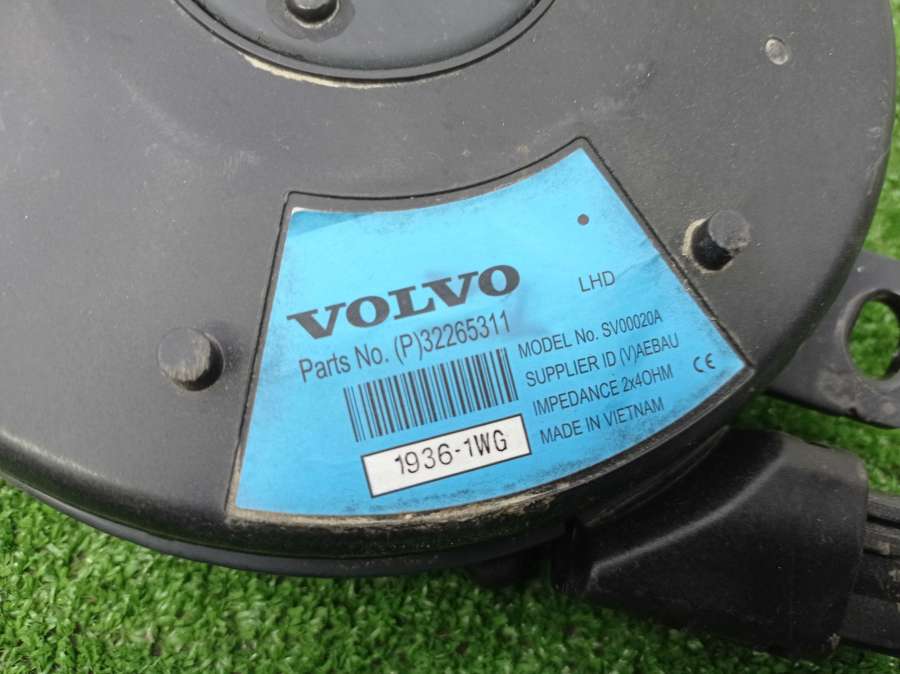 VOLVO
LHD
Parts No. (P)32265311
MODEL No. SV00020A
SUPPLIER ID (V)AEBAU
IMPEDANCE 2x4OHM
MADE IN VIETNAM
CE
1936-1WG